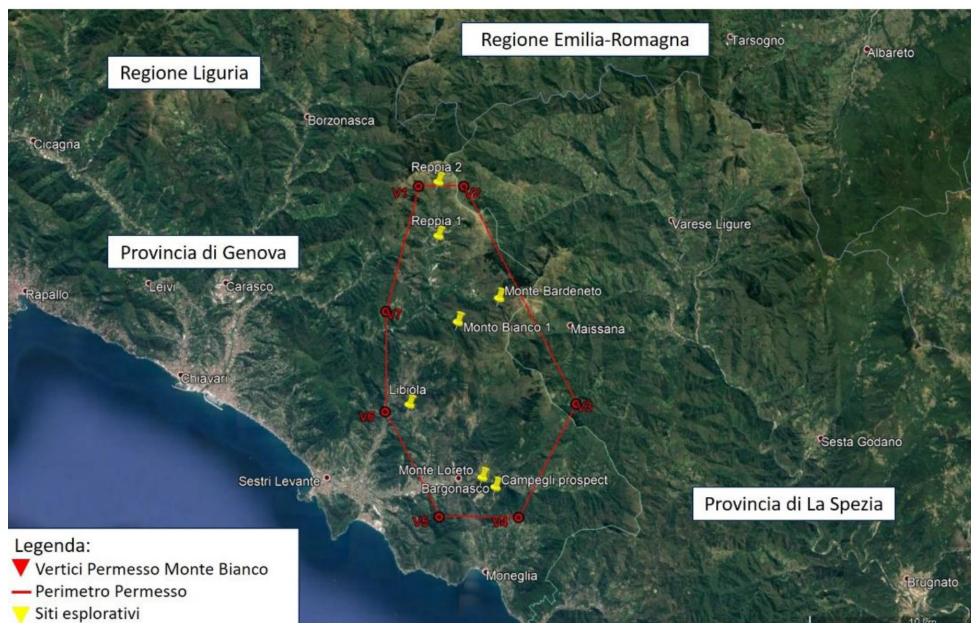 Regione Emilia-Romagna
Tarsogno
Albareto
Regione Liguria
Borzonasca
Cicagna
Reppia 2
V1
V2
Reppia 1
Varese Ligure
Provincia di Genova
Leivi
Carasco
Rapallo
Monte Bardeneto
V7
Monto Bianco 1
Maissana
Chiavari
Libiola
V6
V3
Sesta Godano
Monte Loreto
Sestri Levante
Bargonasco
Campegli prospect
Provincia di La Spezia
V5
V4
Legenda:
Vertici Permesso Monte Bianco
Perimetro Permesso
Siti esplorativi
Moneglia
Brugnato